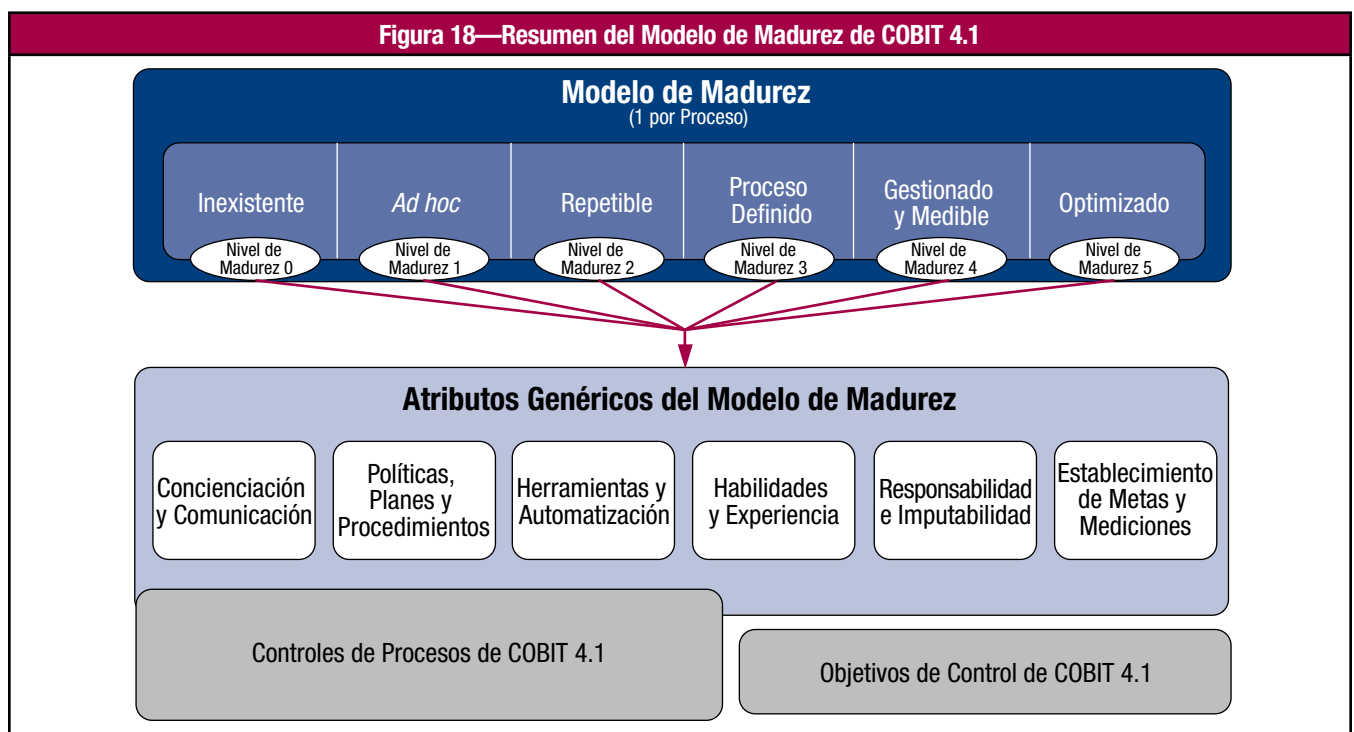 Figura 18—Resumen del Modelo de Madurez de COBIT 4.1
Modelo de Madurez
(1 por Proceso)
Inexistente
Ad hoc
Repetible
Proceso
Definido
Gestionado
y Medible
Optimizado
Nivel de
Madurez 0
Nivel de
Madurez 1
Nivel de
Madurez 2
Nivel de
Madurez 3
Nivel de
Madurez 4
Nivel de
Madurez 5
Atributos Genéricos del Modelo de Madurez
Concienciación
y Comunicación
Políticas,
Planes y
Procedimientos
Herramientas y
Automatización
Habilidades
y Experiencia
Responsabilidad
e Imputabilidad
Establecimiento
de Metas y
Mediciones
Controles de Procesos de COBIT 4.1
Objetivos de Control de COBIT 4.1